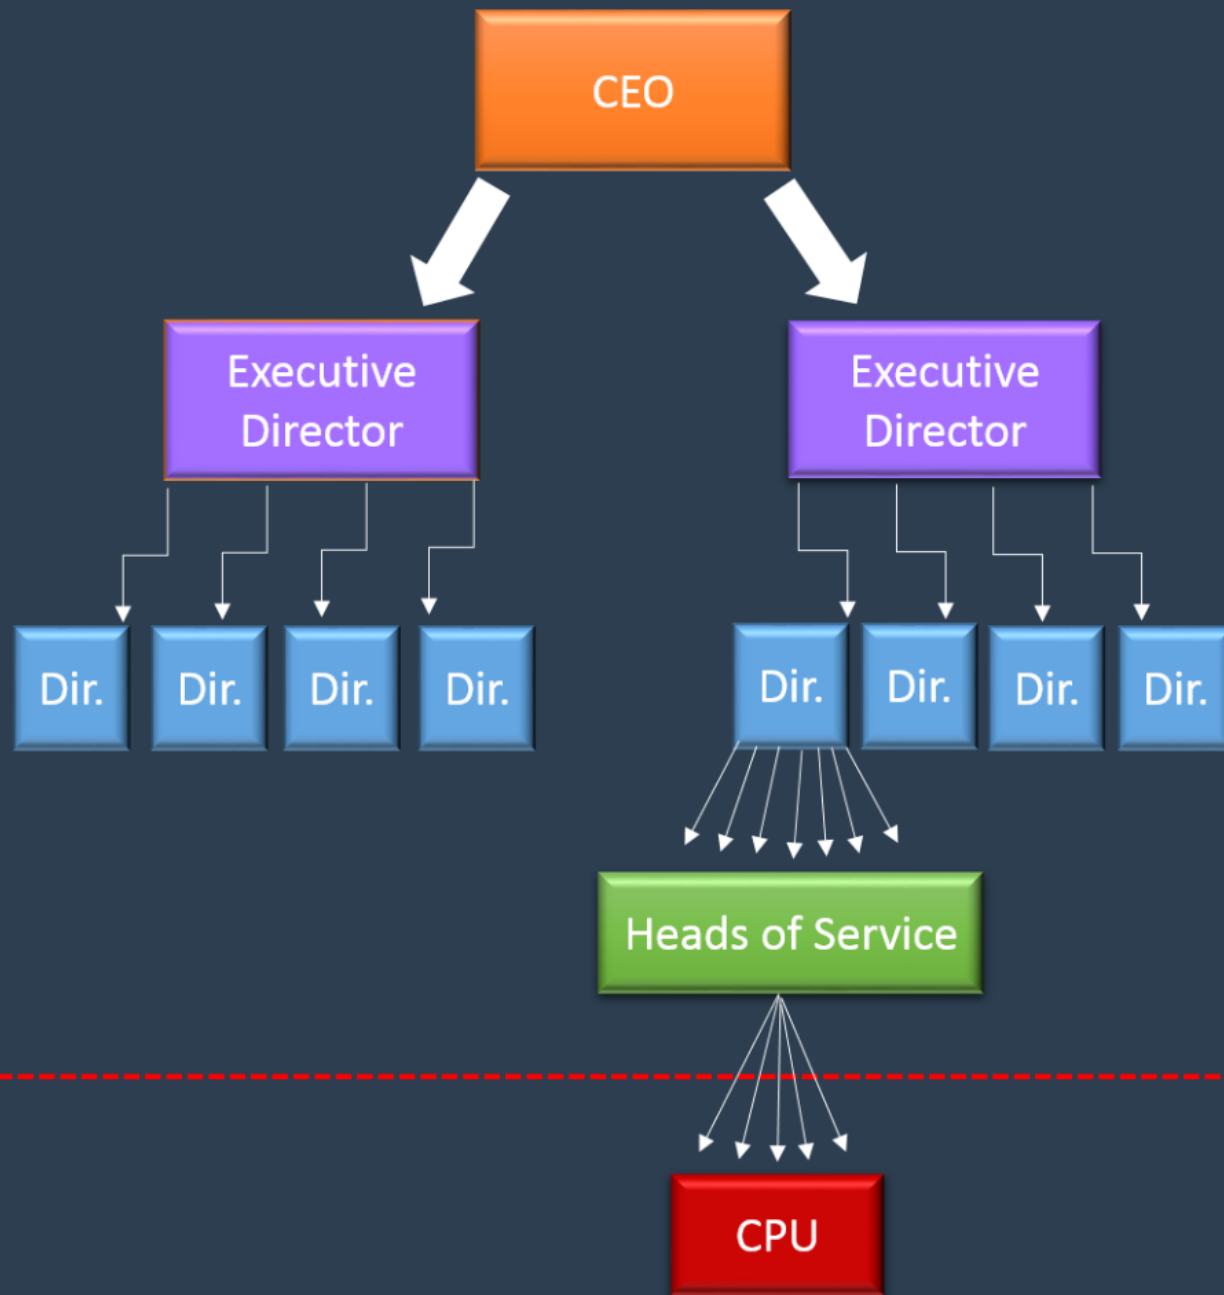 CEO
Executive
Director
Executive
Director
Dir.
Dir.
Dir.
Dir.
Dir.
Dir.
Dir.
Dir.
Heads of Service
CPU